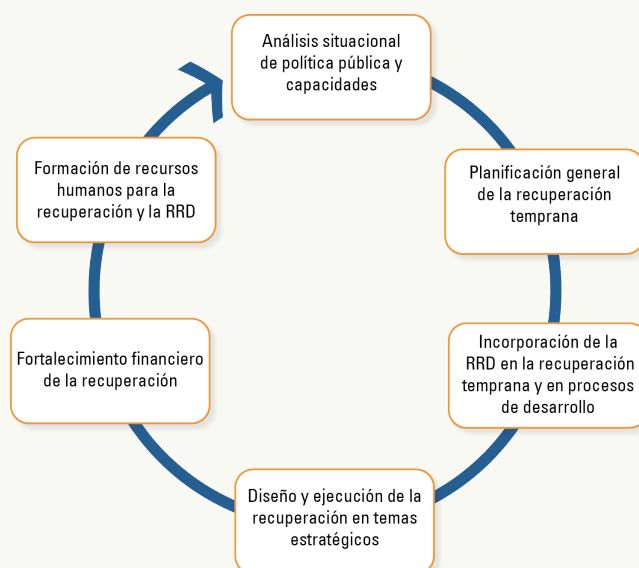 Análisis situacional
de política pública y
capacidades
Planificación general
de la recuperación
temprana
Incorporación de la
RRD en la recuperación
temprana y en procesos
de desarrollo
Diseño y ejecución de la
recuperación en temas
estratégicos
Fortalecimiento financiero
de la recuperación
Formación de recursos
humanos para la
recuperación y la RRD